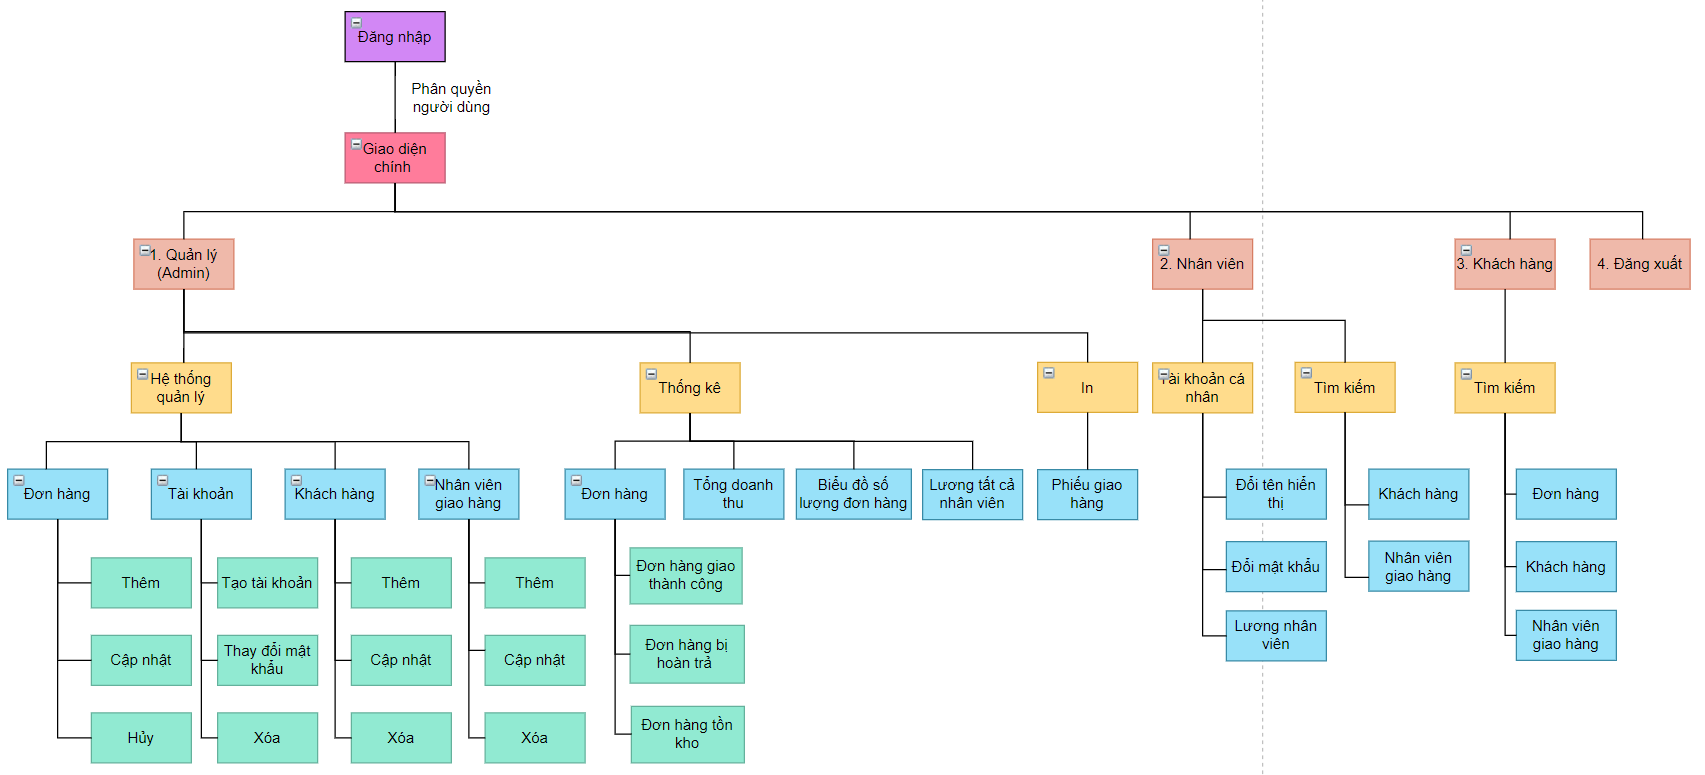 Đăng nhập
Phân quyền
người dùng
Giao diện
chính
1. Quản lý
(Admin)
2. Nhân viên
3. Khách hàng
4. Đăng xuất
Hệ thống
quản lý
Thống kê
In
Tài khoản cá
nhân
Tìm kiếm
Tìm kiếm
Đơn hàng
Tài khoản
Khách hàng
Nhân viên
giao hàng
Đơn hàng
Tổng doanh
thu
Biểu đồ số
lượng đơn hàng
Lương tất cả
nhân viên
Phiếu giao
hàng
Đổi tên hiển
thị
Khách hàng
Đơn hàng
Thêm
Tạo tài khoản
Thêm
Thêm
Đơn hàng giao
thành công
Đổi mật khẩu
Nhân viên
giao hàng
Khách hàng
Cập nhật
Thay đổi mật
khẩu
Cập nhật
Cập nhật
Đơn hàng bị
hoàn trả
Lương nhân
viên
Nhân viên
giao hàng
Hủy
Xóa
Xóa
Xóa
Đơn hàng tồn
kho